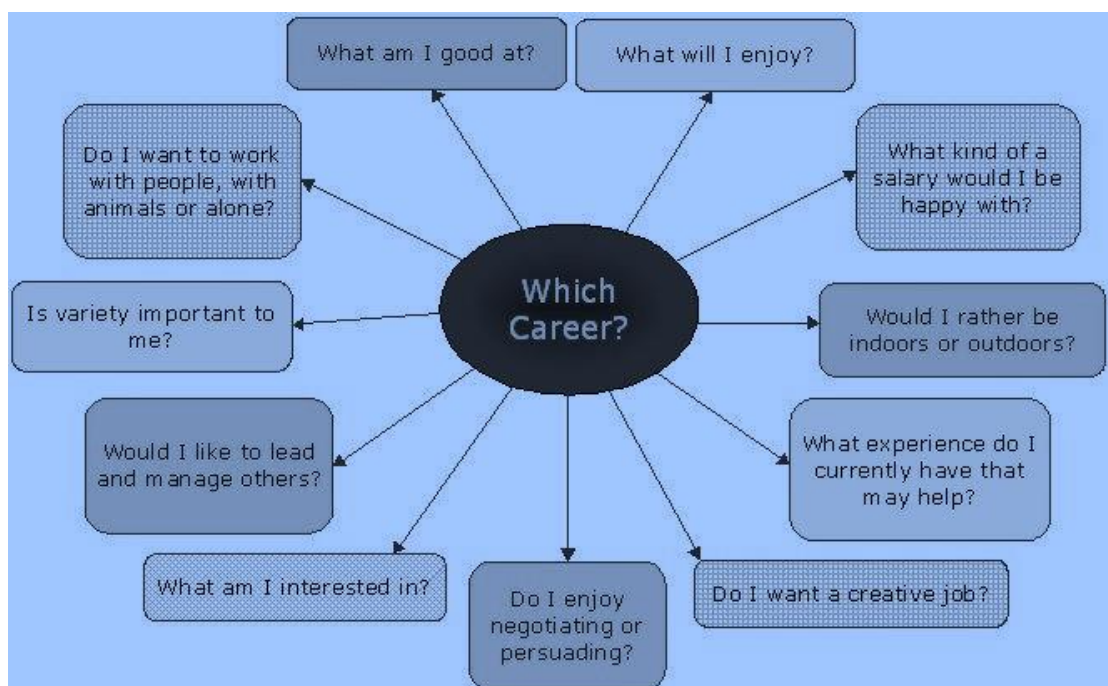 What am I good at?
What will I enjoy?
Do I want to work
with people, with
animals or alone?
What kind of a
salary would I be
happy with?
Which
Career?
Is variety important to
me?
Would I rather be
indoors or outdoors?
Would I like to lead
and manage others?
What experience do I
currently have that
may help?
What am I interested in?
Do I enjoy
negotiating or
persuading?
Do I want a creative job?